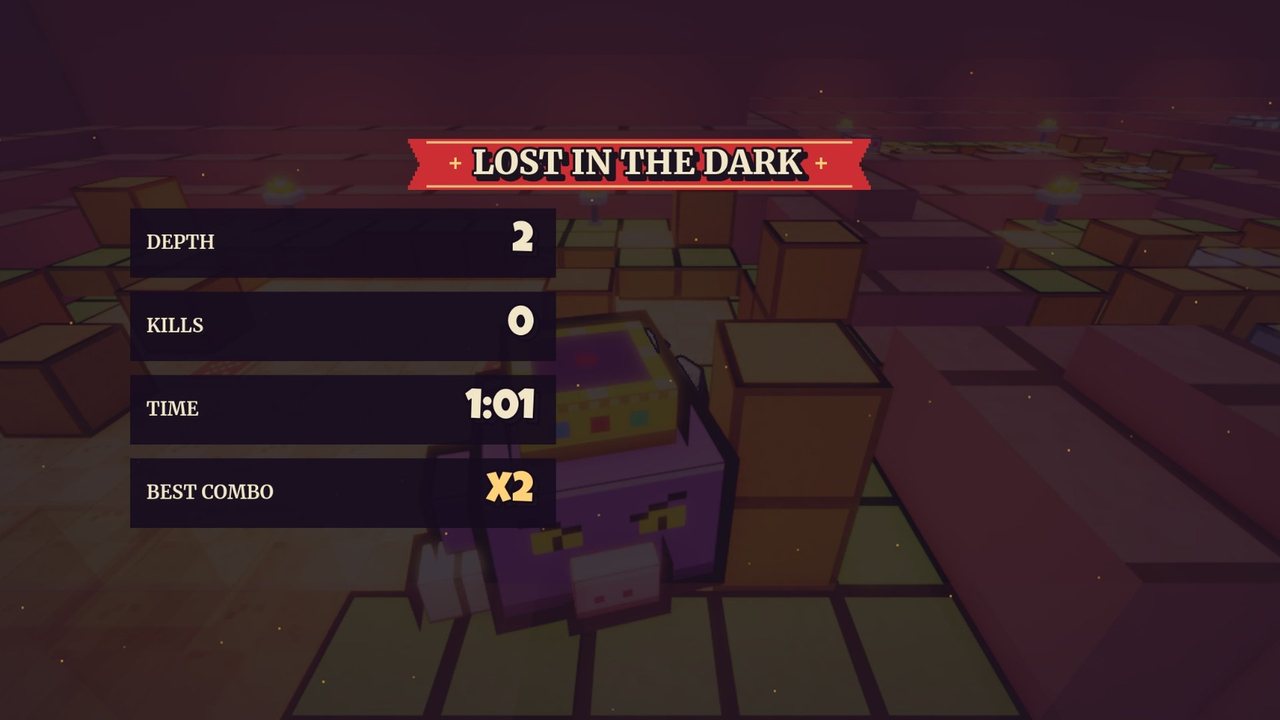 + LOST IN THE DARK +
DEPTH 2
KILLS 0
TIME 1:01
BEST COMBO X2